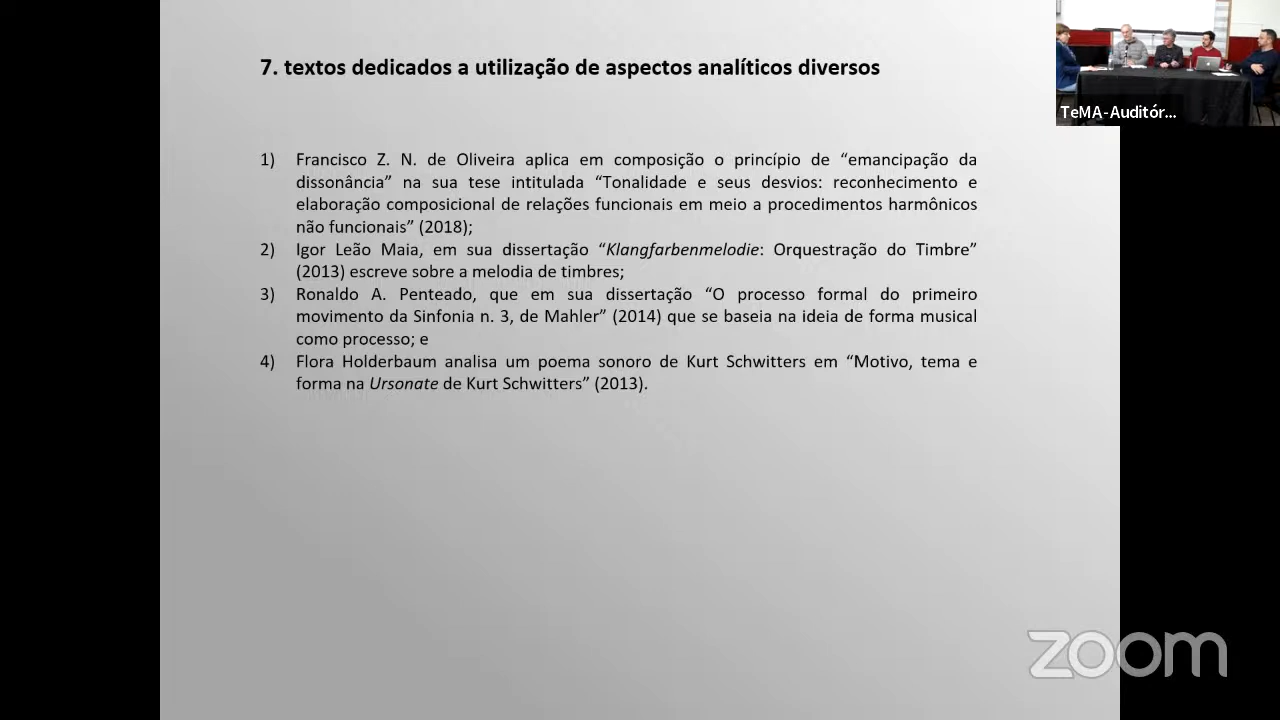 7. textos dedicados a utilização de aspectos analíticos diversos
TeMA-Auditór...
1) Francisco Z. N. de Oliveira aplica em composição o princípio de “emancipação da
dissonância” na sua tese intitulada “Tonalidade e seus desvios: reconhecimento e
elaboração composicional de relações funcionais em meio a procedimentos harmônicos
não funcionais” (2018);
2) Igor Leão Maia, em sua dissertação “Klangfarbenmelodie: Orquestração do Timbre”
(2013) escreve sobre a melodia de timbres;
3) Ronaldo A. Penteado, que em sua dissertação “O processo formal do primeiro
movimento da Sinfonia n. 3, de Mahler” (2014) que se baseia na ideia de forma musical
como processo; e
4) Flora Holderbaum analisa um poema sonoro de Kurt Schwitters em “Motivo, tema e
forma na Ursonate de Kurt Schwitters” (2013).
zoom